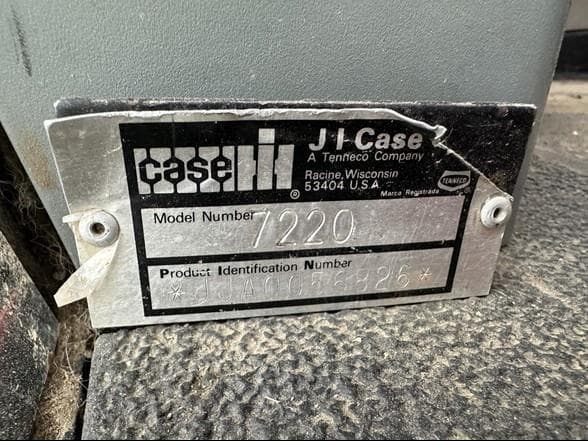 case IH
J I Case
A Tenneco Company
Racine, Wisconsin
53404 U.S.A.
TENNECO
Marca Registrada
Model Number 7220
Product Identification Number